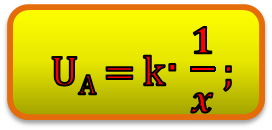 U_A = k · 1/x ;